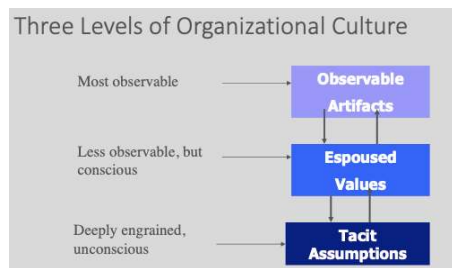 Three Levels of Organizational Culture
Most observable
Observable
Artifacts
Less observable, but
conscious
Espoused
Values
Deeply engrained,
unconscious
Tacit
Assumptions